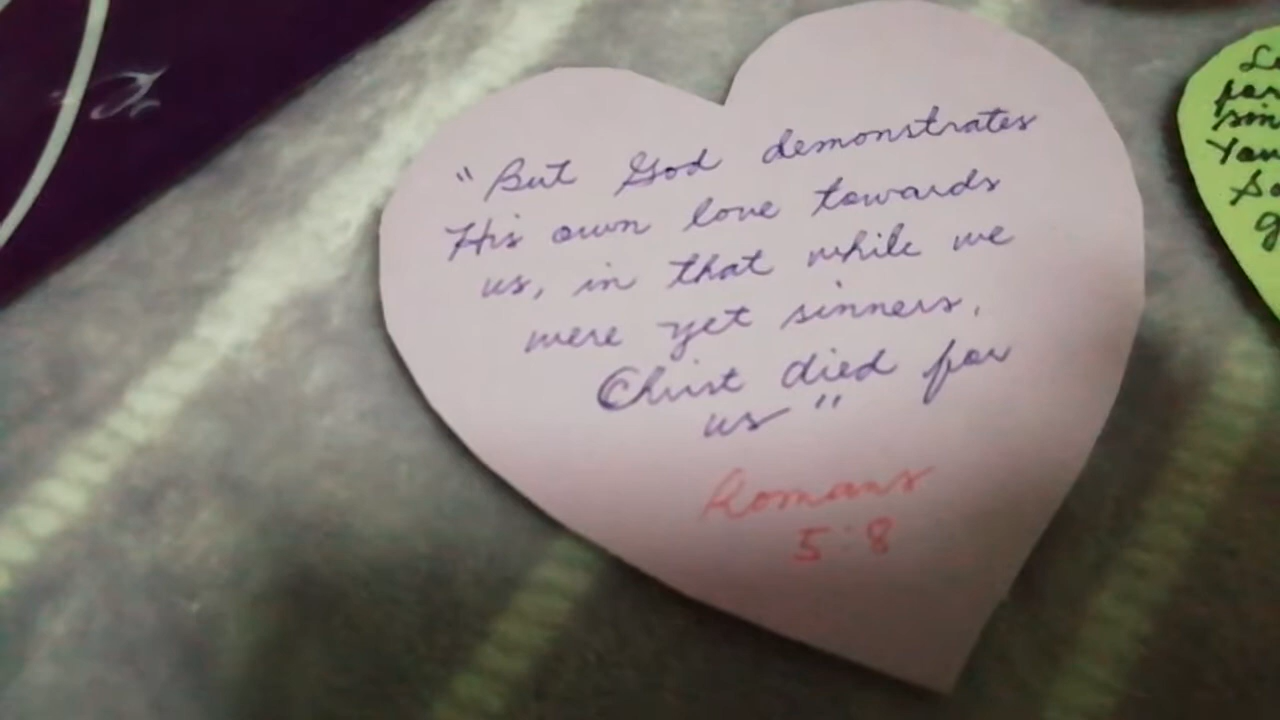 "But God demonstrates
His own love towards
us, in that while we
were yet sinners,
Christ died for
us"
Romans
5:8
You